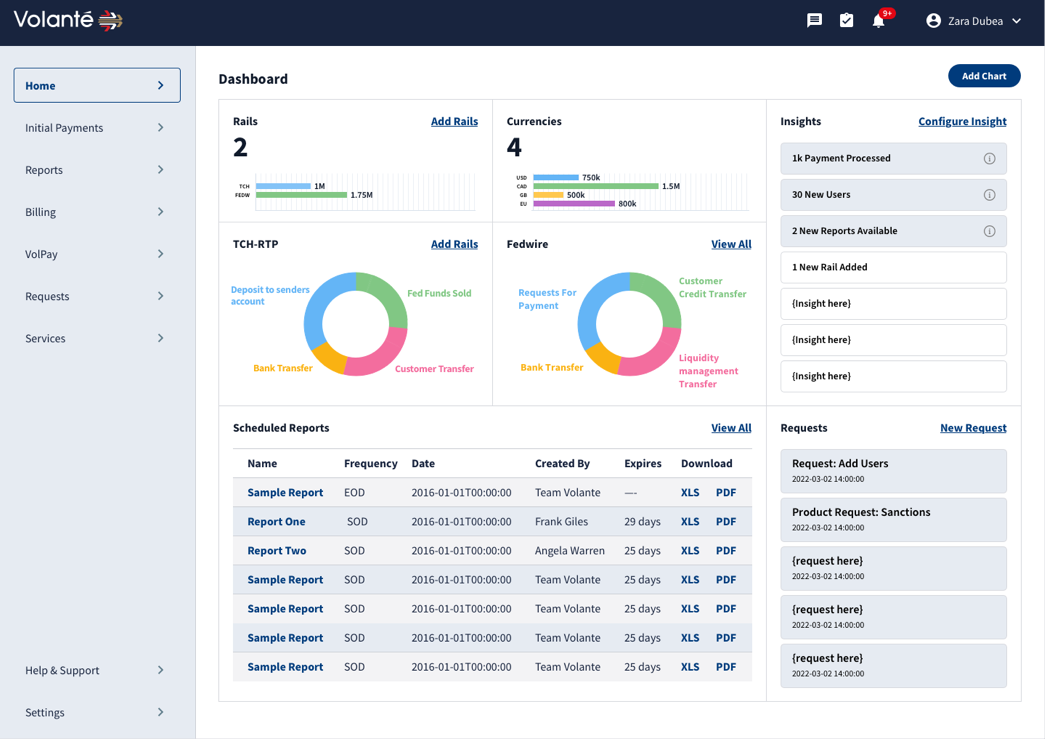 Volanté
9+
Zara Dubea
Home
Initial Payments
Reports
Billing
VolPay
Requests
Services
Help & Support
Settings
Dashboard
Add Chart
Rails
Add Rails
2
TCH
1M
FEDW
1.75M
Currencies
4
USD
750k
CAD
1.5M
GB
500k
EU
800k
Insights
Configure Insight
1k Payment Processed
30 New Users
2 New Reports Available
1 New Rail Added
{Insight here}
{Insight here}
{Insight here}
TCH-RTP
Add Rails
Deposit to senders
account
Fed Funds Sold
Bank Transfer
Customer Transfer
Fedwire
View All
Requests For
Payment
Customer
Credit Transfer
Bank Transfer
Liquidity
management
Transfer
Scheduled Reports
View All
Name Frequency Date Created By Expires Download
Sample Report EOD 2016-01-01T00:00:00 Team Volante —- XLS PDF
Report One SOD 2016-01-01T00:00:00 Frank Giles 29 days XLS PDF
Report Two SOD 2016-01-01T00:00:00 Angela Warren 25 days XLS PDF
Sample Report SOD 2016-01-01T00:00:00 Team Volante 25 days XLS PDF
Sample Report SOD 2016-01-01T00:00:00 Team Volante 25 days XLS PDF
Sample Report SOD 2016-01-01T00:00:00 Team Volante 25 days XLS PDF
Sample Report SOD 2016-01-01T00:00:00 Team Volante 25 days XLS PDF
Requests
New Request
Request: Add Users
2022-03-02 14:00:00
Product Request: Sanctions
2022-03-02 14:00:00
{request here}
2022-03-02 14:00:00
{request here}
2022-03-02 14:00:00
{request here}
2022-03-02 14:00:00